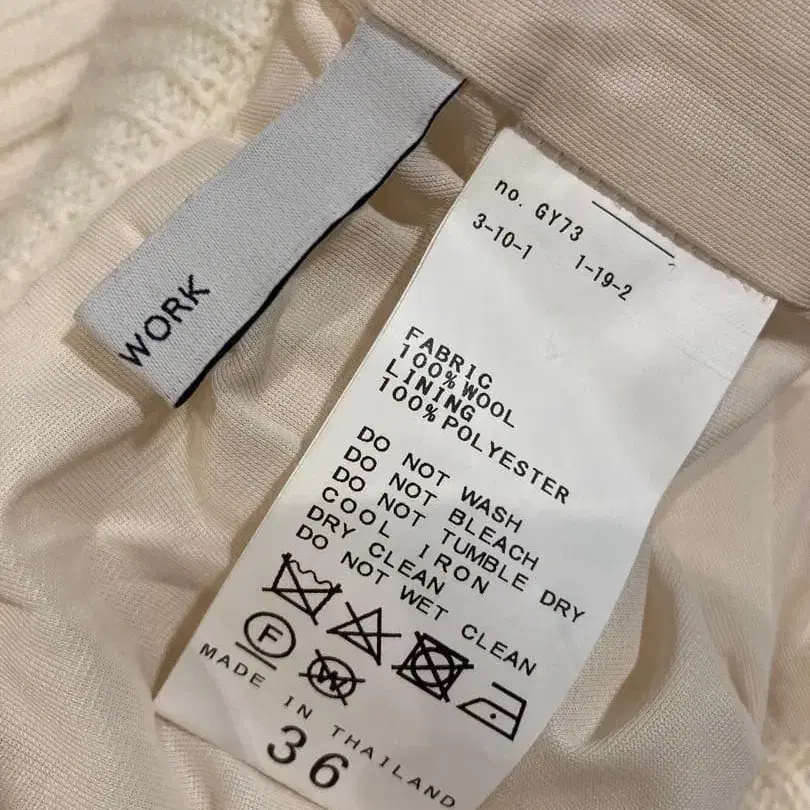 WORK
no. GY73
3-10-1 1-19-2
FABRIC
100% WOOL
LINING
100% POLYESTER
DO NOT WASH
DO NOT BLEACH
DO NOT TUMBLE DRY
COOL IRON
DRY CLEAN
DO NOT WET CLEAN
F
W
MADE IN THAILAND
36